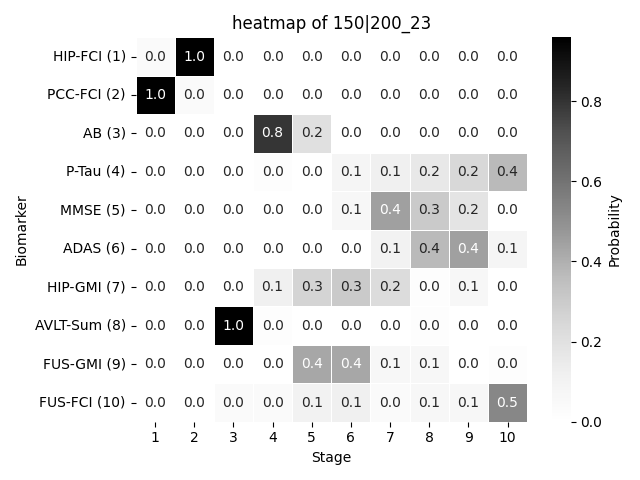 heatmap of 150|200_23
HIP-FCI (1) 0.0 1.0 0.0 0.0 0.0 0.0 0.0 0.0 0.0 0.0
PCC-FCI (2) 1.0 0.0 0.0 0.0 0.0 0.0 0.0 0.0 0.0 0.0
AB (3) 0.0 0.0 0.0 0.8 0.2 0.0 0.0 0.0 0.0 0.0
P-Tau (4) 0.0 0.0 0.0 0.0 0.0 0.1 0.1 0.2 0.2 0.4
MMSE (5) 0.0 0.0 0.0 0.0 0.0 0.1 0.4 0.3 0.2 0.0
ADAS (6) 0.0 0.0 0.0 0.0 0.0 0.0 0.1 0.4 0.4 0.1
HIP-GMI (7) 0.0 0.0 0.0 0.1 0.3 0.3 0.2 0.0 0.1 0.0
AVLT-Sum (8) 0.0 0.0 1.0 0.0 0.0 0.0 0.0 0.0 0.0 0.0
FUS-GMI (9) 0.0 0.0 0.0 0.0 0.4 0.4 0.1 0.1 0.0 0.0
FUS-FCI (10) 0.0 0.0 0.0 0.0 0.1 0.1 0.0 0.1 0.1 0.5
1 2 3 4 5 6 7 8 9 10
Stage
Biomarker
0.8
0.6
0.4
0.2
0.0
Probability